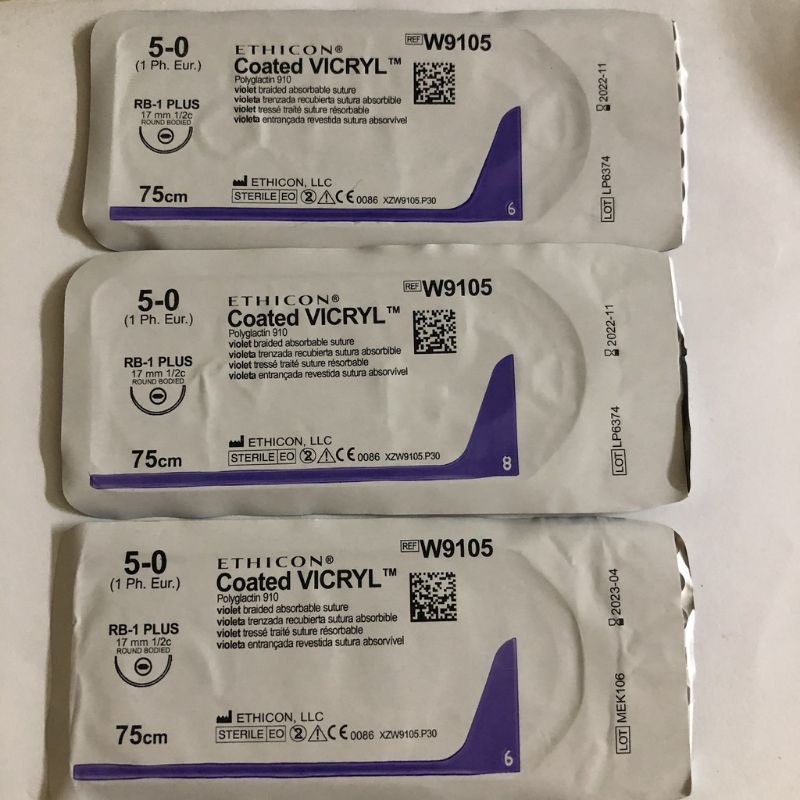 5-0
(1 Ph. Eur.)
RB-1 PLUS
17 mm 1/2c
ROUND BODIED
75cm
ETHICON®
Coated VICRYL™
Polyglactin 910
violet braided absorbable suture
violeta trenzada recubierta sutura absorbible
violet tressé traité suture résorbable
violeta entrançada revestida sutura absorvível
ETHICON, LLC
STERILE EO 2 CE 0086 XZW9105.P30
REF W9105
6
2022-11
LOT LP6374
5-0
(1 Ph. Eur.)
RB-1 PLUS
17 mm 1/2c
ROUND BODIED
75cm
ETHICON®
Coated VICRYL™
Polyglactin 910
violet braided absorbable suture
violeta trenzada recubierta sutura absorbible
violet tressé traité suture résorbable
violeta entrançada revestida sutura absorvível
ETHICON, LLC
STERILE EO 2 CE 0086 XZW9105.P30
REF W9105
8
2022-11
LOT LP6374
5-0
(1 Ph. Eur.)
RB-1 PLUS
17 mm 1/2c
ROUND BODIED
75cm
ETHICON®
Coated VICRYL™
Polyglactin 910
violet braided absorbable suture
violeta trenzada recubierta sutura absorbible
violet tressé traité suture résorbable
violeta entrançada revestida sutura absorvível
ETHICON, LLC
STERILE EO 2 CE 0086 XZW9105.P30
REF W9105
6
2023-04
LOT MEK106